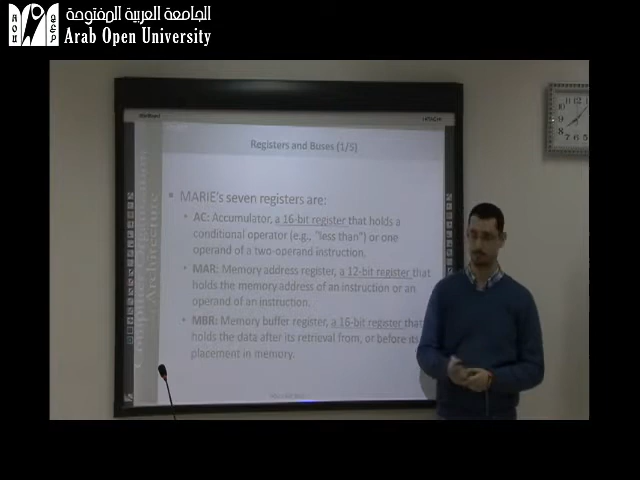 الجامعة العربية المفتوحة
Arab Open University
Registers and Buses (1/5)
• MARIE's seven registers are:
• AC: Accumulator, a 16-bit register that holds a
conditional operator (e.g., "less than") or one
operand of a two-operand instruction.
• MAR: Memory address register, a 12-bit register that
holds the memory address of an instruction or an
operand of an instruction.
• MBR: Memory buffer register, a 16-bit register that
holds the data after its retrieval from, or before its
placement in memory.
Computer Organization
Architecture